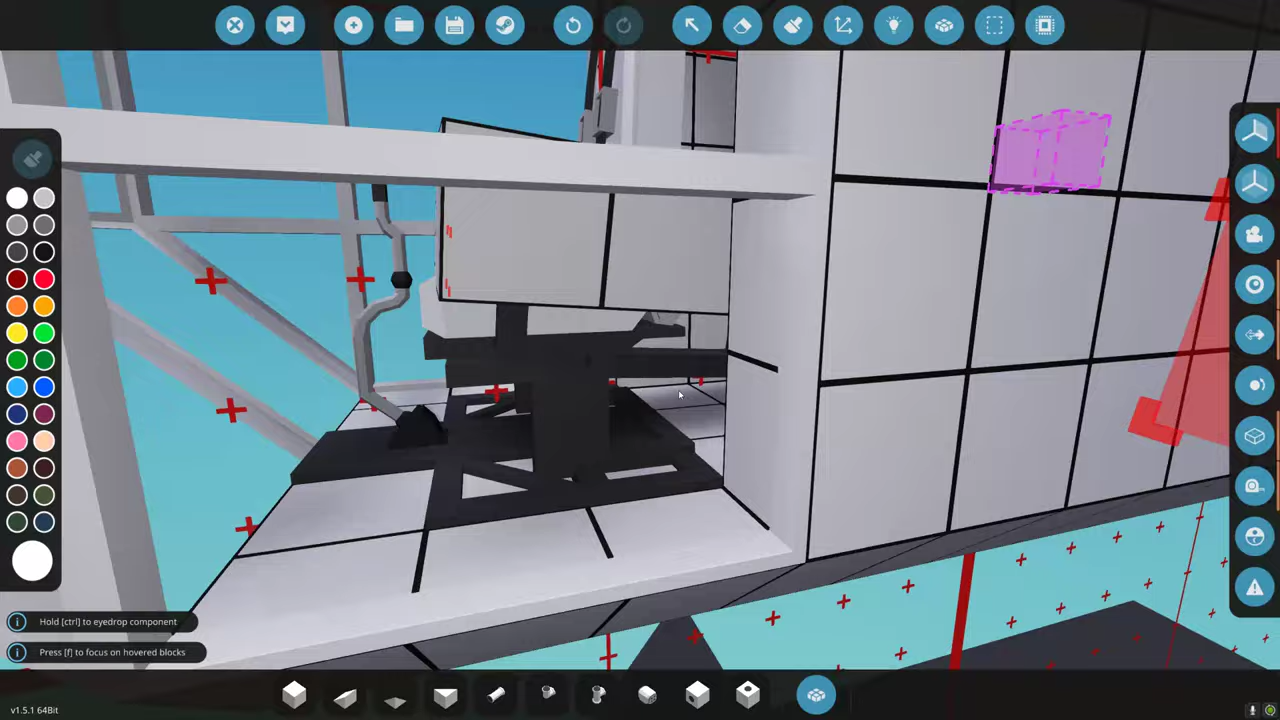 Hold [ctrl] to eyedrop component
Press [f] to focus on hovered blocks
v1.5.1 64Bit